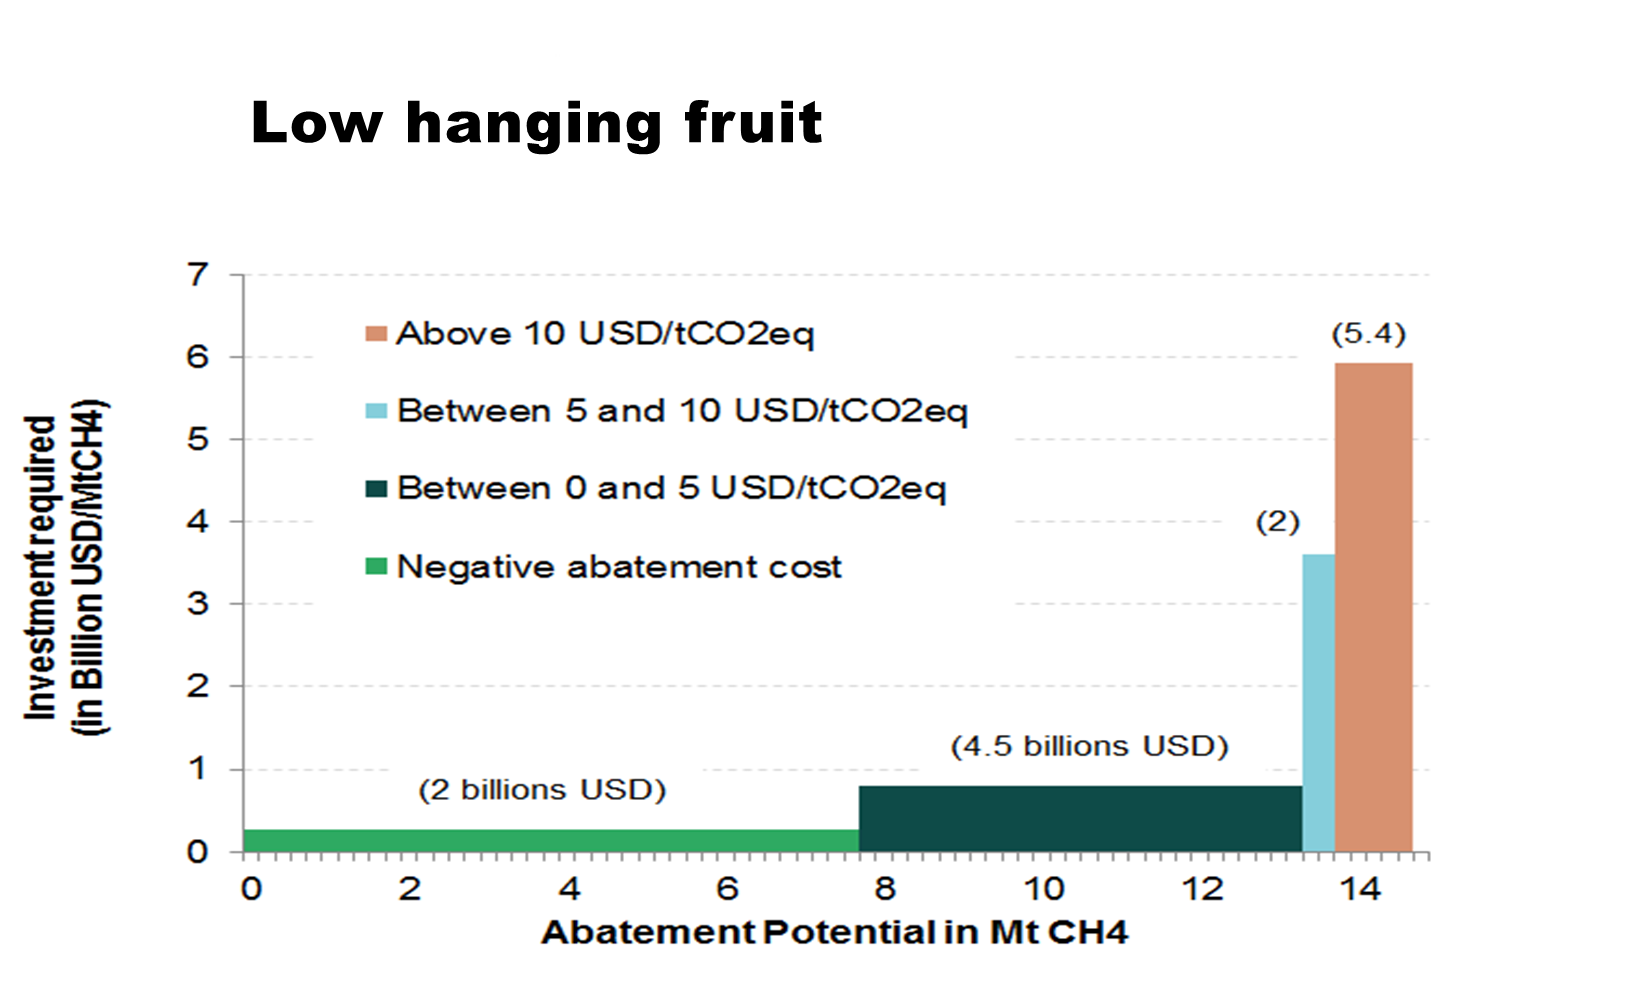 Low hanging fruit
7
6
5
4
3
2
1
0
Investment required
(in Billion USD/MtCH4)
Above 10 USD/tCO2eq
Between 5 and 10 USD/tCO2eq
Between 0 and 5 USD/tCO2eq
Negative abatement cost
(5.4)
(2)
(4.5 billions USD)
(2 billions USD)
0 2 4 6 8 10 12 14
Abatement Potential in Mt CH4